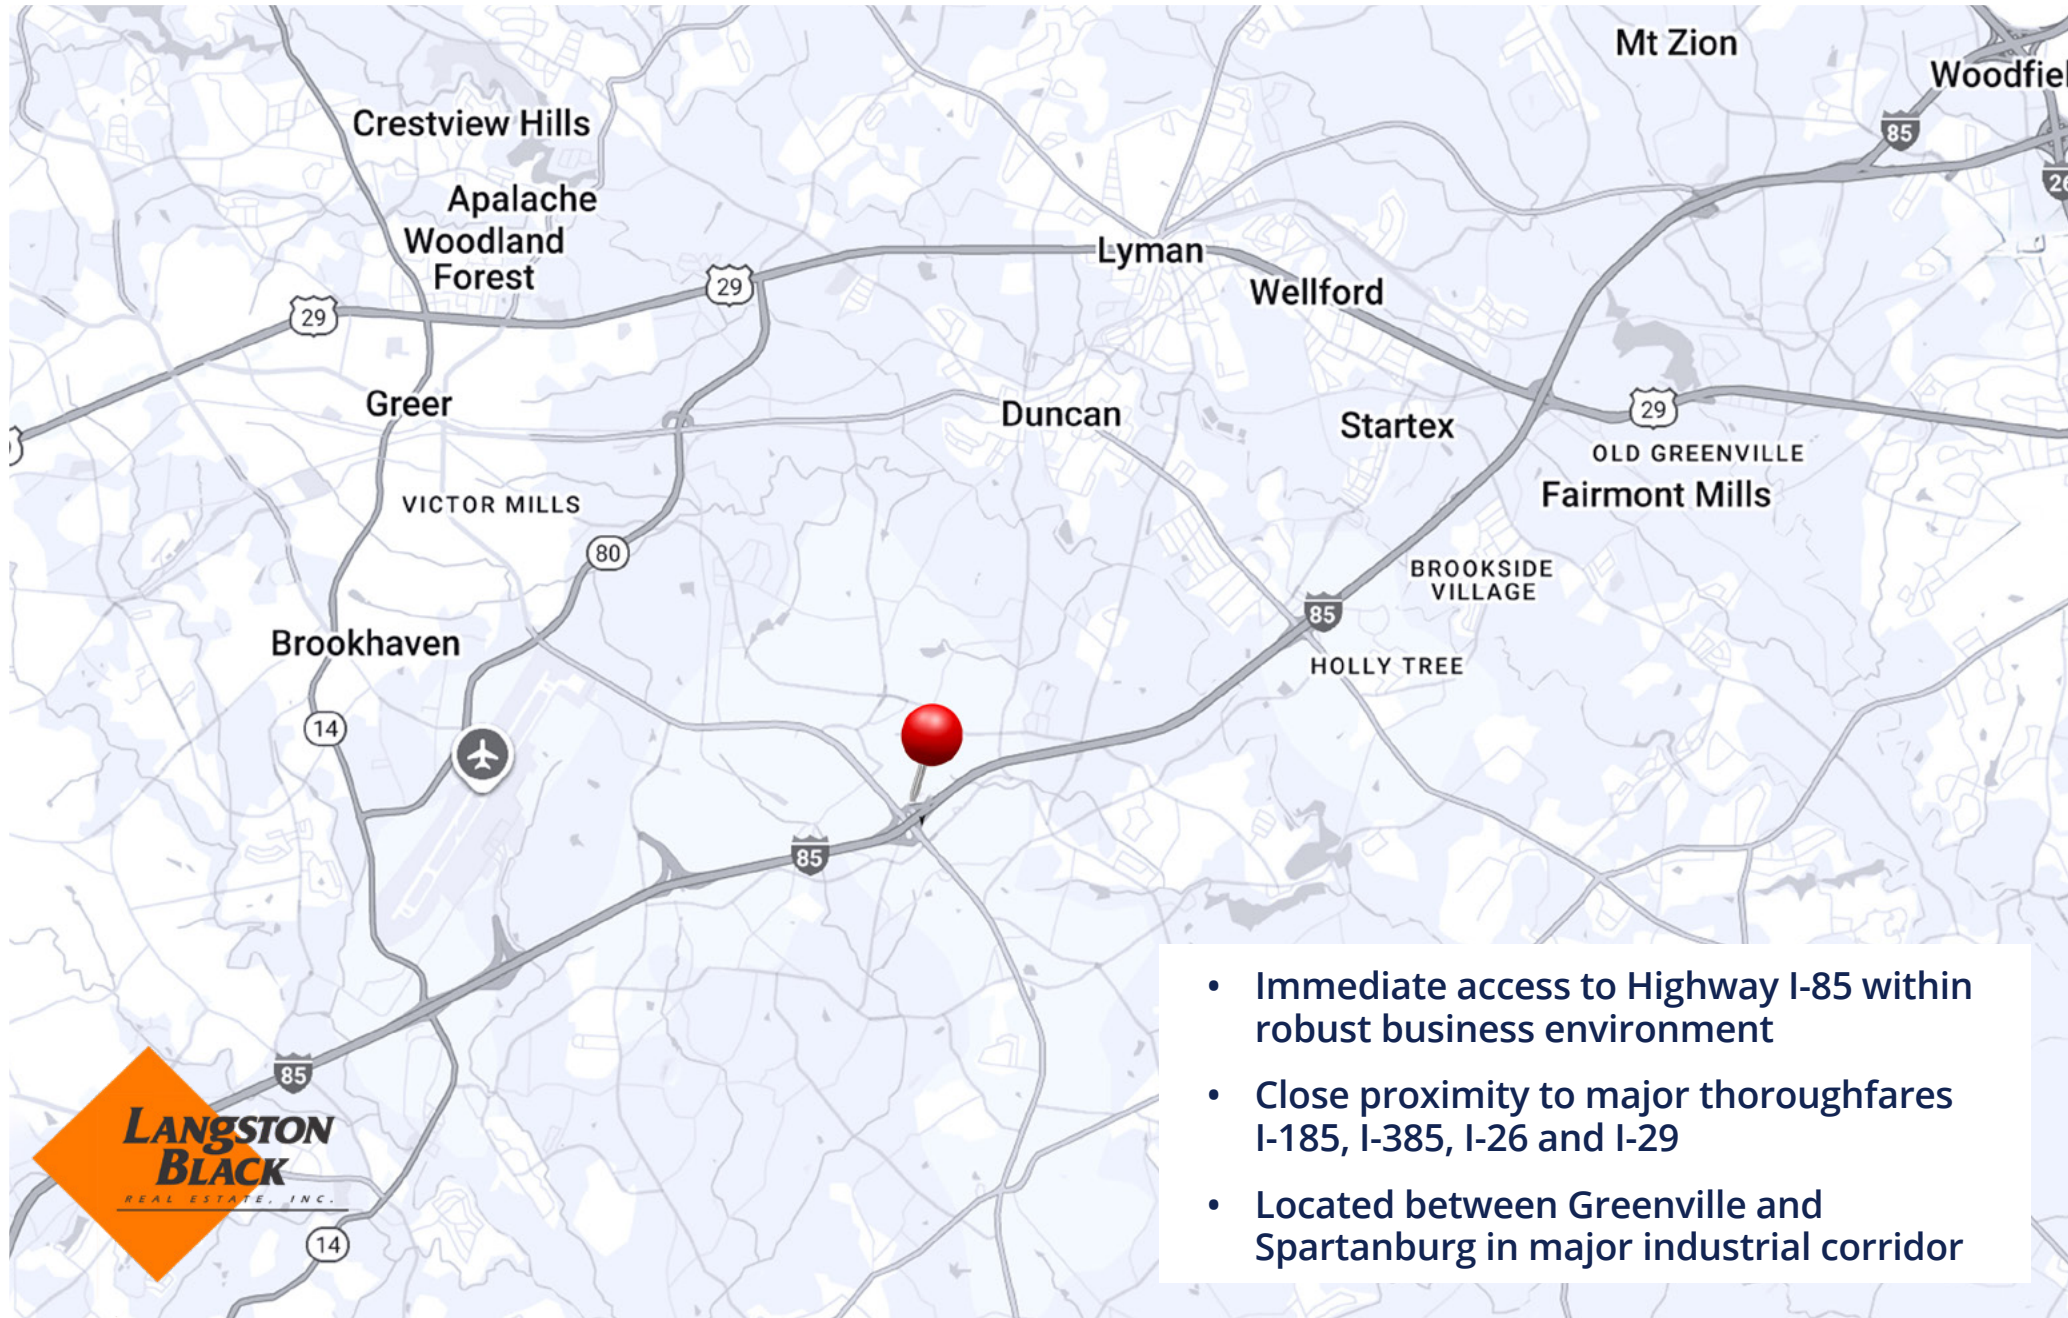 Mt Zion
Woodfiel
85
26
Crestview Hills
Apalache
Woodland
Forest
Lyman
29
Wellford
29
Greer
Duncan
Startex
29
OLD GREENVILLE
Fairmont Mills
VICTOR MILLS
80
BROOKSIDE
VILLAGE
85
Brookhaven
HOLLY TREE
14
85
85
14
LANGSTON
BLACK
REAL ESTATE, INC.
• Immediate access to Highway I-85 within
robust business environment
• Close proximity to major thoroughfares
I-185, I-385, I-26 and I-29
• Located between Greenville and
Spartanburg in major industrial corridor